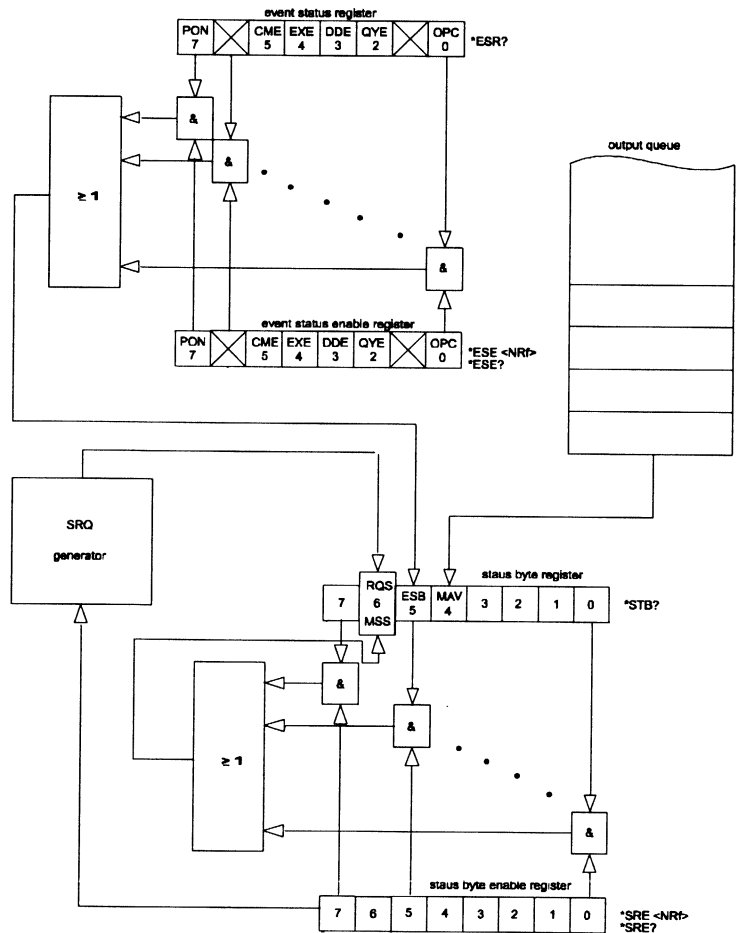 event status register
PON CME EXE DDE QYE OPC
7 5 4 3 2 0
*ESR?
&
&
≥ 1
&
output queue
event status enable register
PON CME EXE DDE QYE OPC
7 5 4 3 2 0
*ESE <NRf>
*ESE?
SRQ
generator
staus byte register
RQS ESB MAV
7 6 5 4 3 2 1 0
MSS
*STB?
&
&
≥ 1
&
staus byte enable register
7 6 5 4 3 2 1 0
*SRE <NRf>
*SRE?